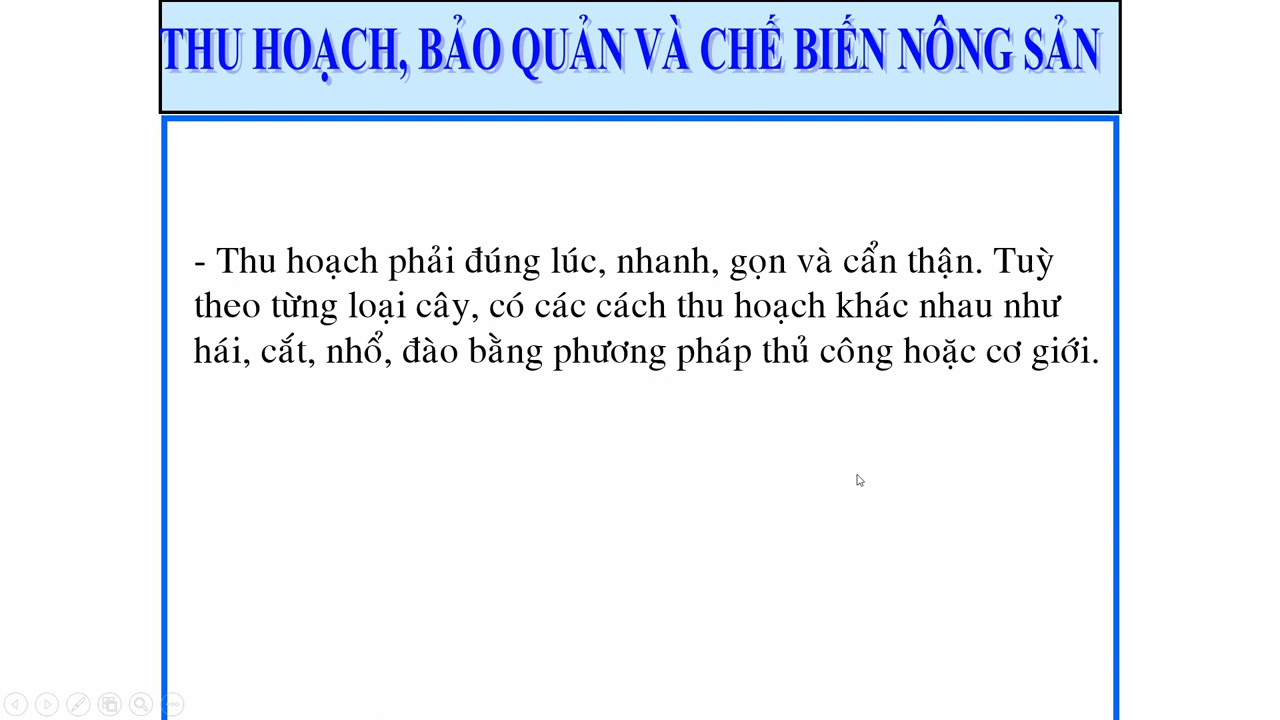 THU HOẠCH, BẢO QUẢN VÀ CHẾ BIẾN NÔNG SẢN
- Thu hoạch phải đúng lúc, nhanh, gọn và cẩn thận. Tuỳ
theo từng loại cây, có các cách thu hoạch khác nhau như
hái, cắt, nhổ, đào bằng phương pháp thủ công hoặc cơ giới.